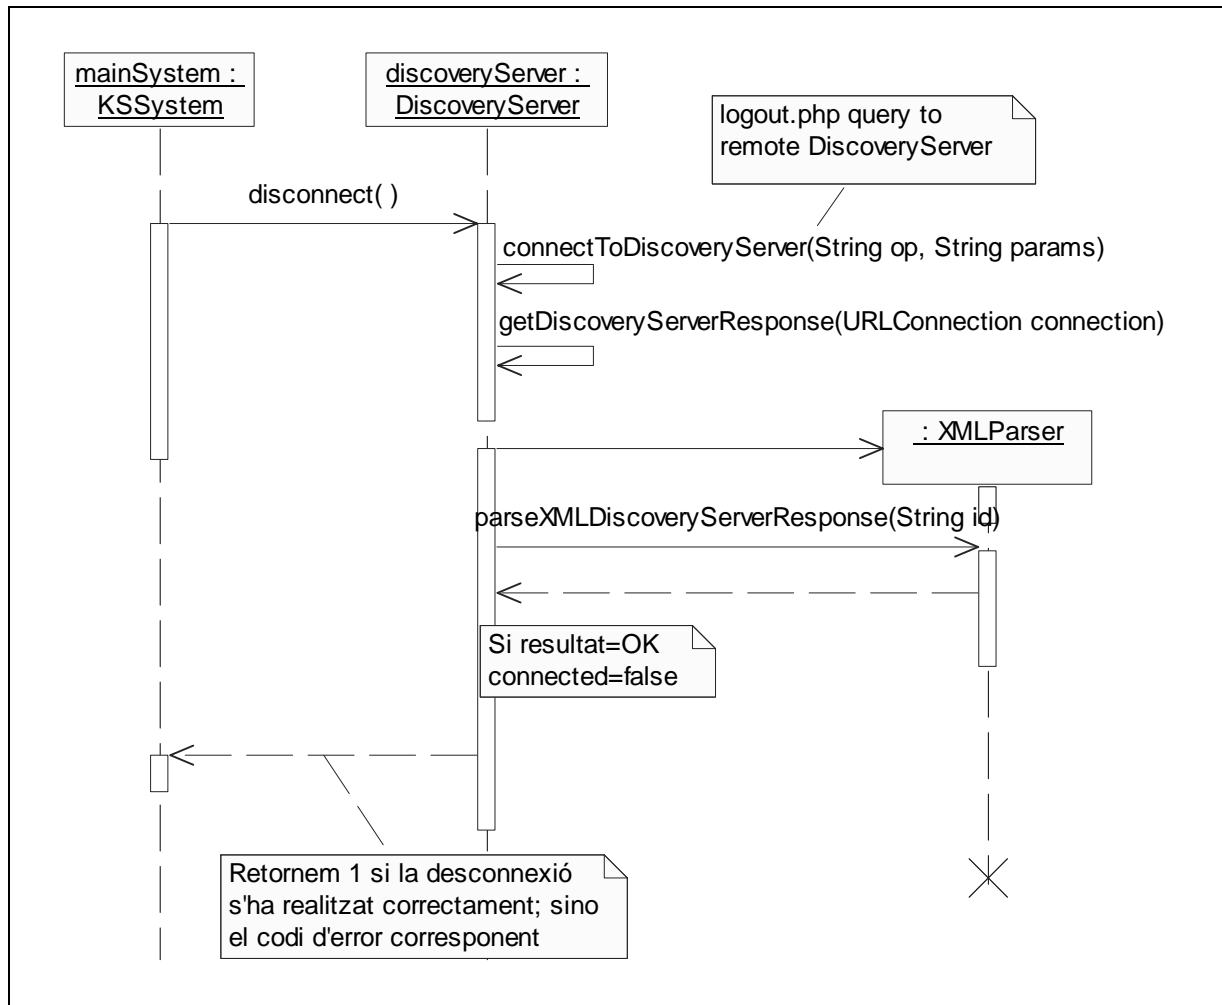 mainSystem :
KSSystem
discoveryServer :
DiscoveryServer
logout.php query to
remote DiscoveryServer
disconnect( )
connectToDiscoveryServer(String op, String params)
getDiscoveryServerResponse(URLConnection connection)
: XMLParser
parseXMLDiscoveryServerResponse(String id)
Si resultat=OK
connected=false
Retornem 1 si la desconnexió
s'ha realitzat correctament; sino
el codi d'error corresponent